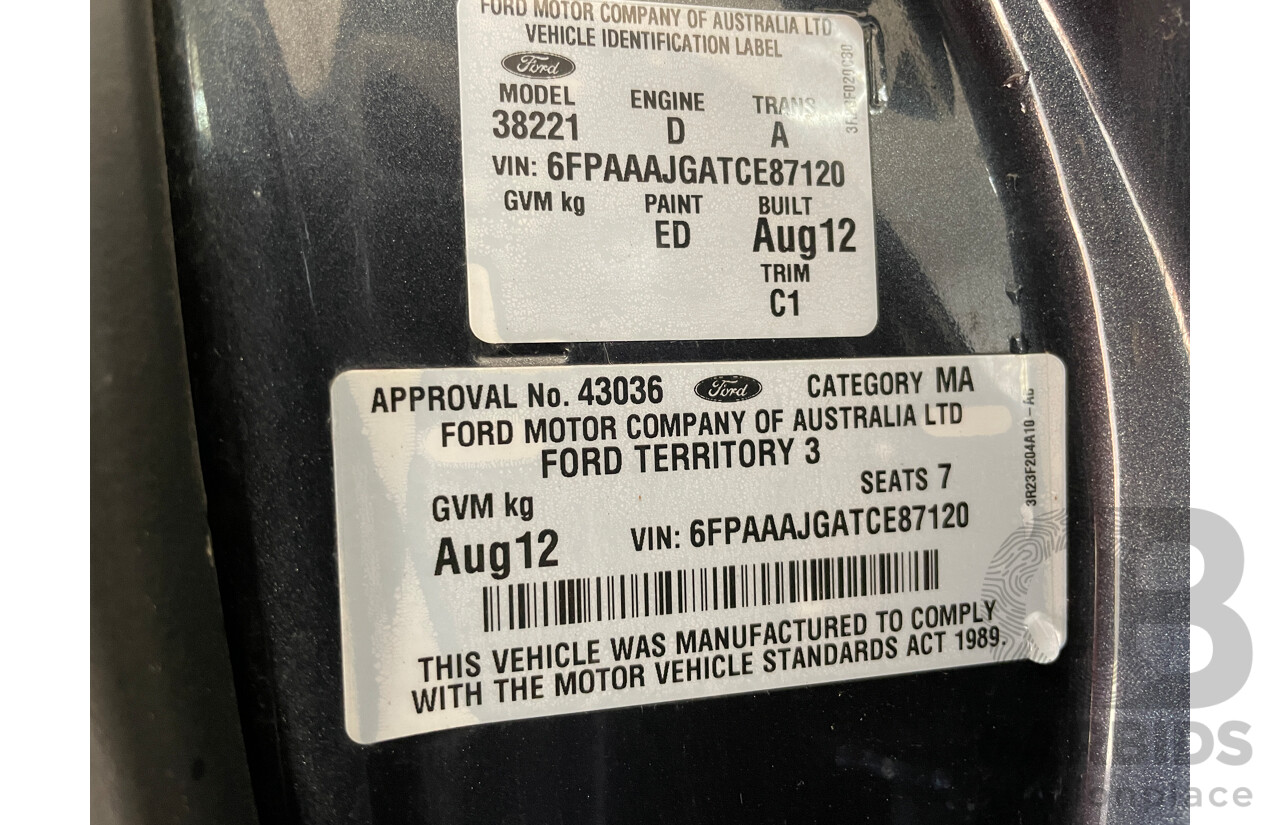 FORD MOTOR COMPANY OF AUSTRALIA LTD
VEHICLE IDENTIFICATION LABEL
Ford
MODEL ENGINE TRANS
38221 D A
VIN: 6FPAAAJGATCE87120
GVM kg PAINT BUILT
ED Aug12
TRIM
C1
APPROVAL No. 43036 Ford CATEGORY MA
FORD MOTOR COMPANY OF AUSTRALIA LTD
FORD TERRITORY 3
GVM kg SEATS 7
Aug12 VIN: 6FPAAAJGATCE87120
THIS VEHICLE WAS MANUFACTURED TO COMPLY
WITH THE MOTOR VEHICLE STANDARDS ACT 1989.